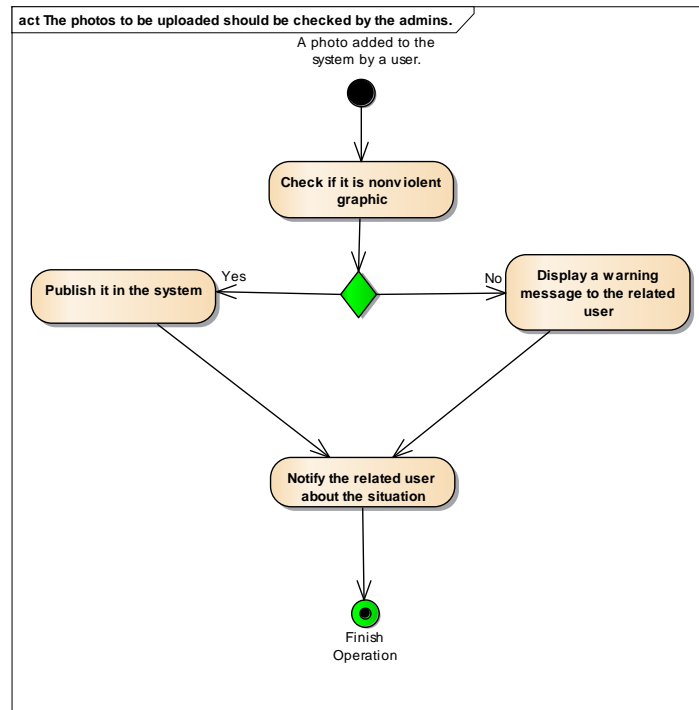 act The photos to be uploaded should be checked by the admins.
A photo added to the
system by a user.
Check if it is nonviolent
graphic
Yes
No
Publish it in the system
Display a warning
message to the related
user
Notify the related user
about the situation
Finish
Operation